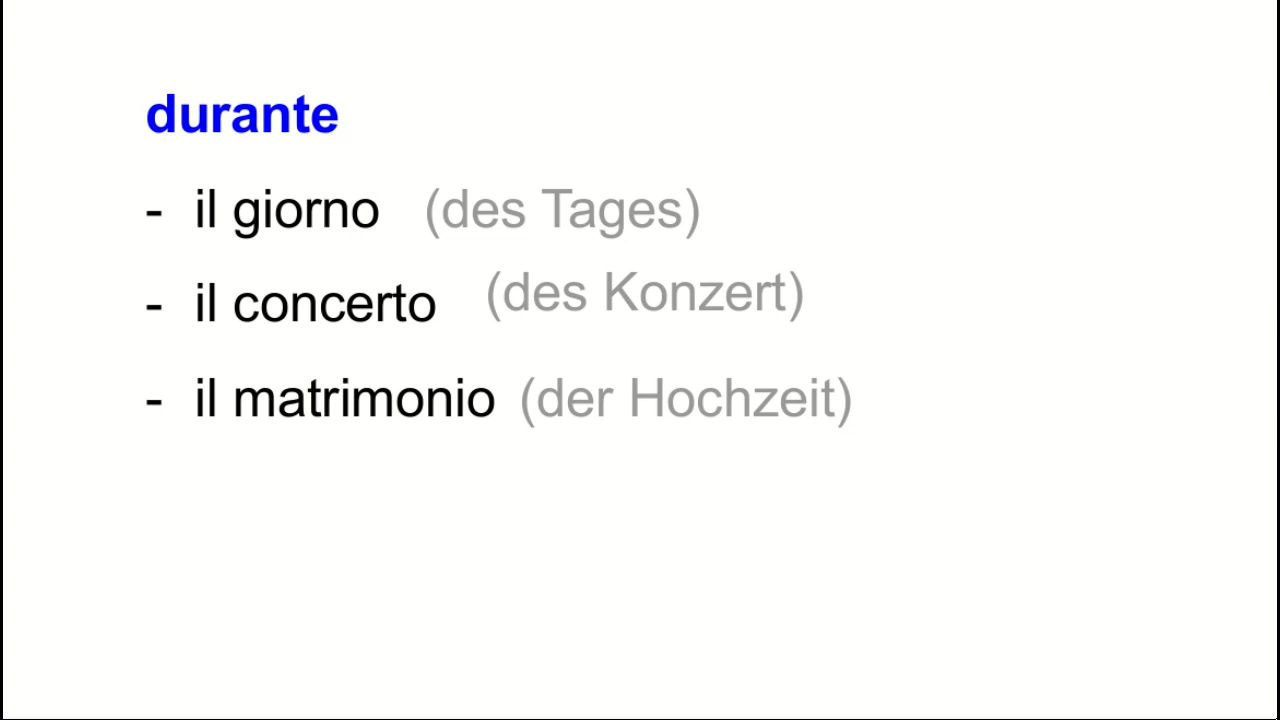 durante
- il giorno (des Tages)
- il concerto (des Konzert)
- il matrimonio (der Hochzeit)